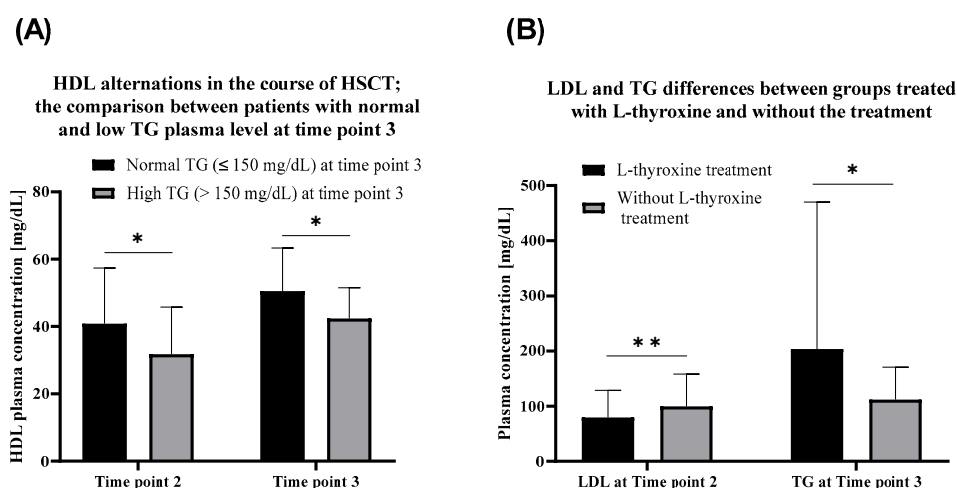 (A)
HDL alternations in the course of HSCT;
the comparison between patients with normal
and low TG plasma level at time point 3
Normal TG (≤ 150 mg/dL) at time point 3
High TG (> 150 mg/dL) at time point 3
HDL plasma concentration [mg/dL]
80
60
40
20
0
*
*
Time point 2
Time point 3
(B)
LDL and TG differences between groups treated
with L-thyroxine and without the treatment
L-thyroxine treatment
Without L-thyroxine
treatment
Plasma concentration [mg/dL]
500
400
300
200
100
0
**
*
LDL at Time point 2
TG at Time point 3